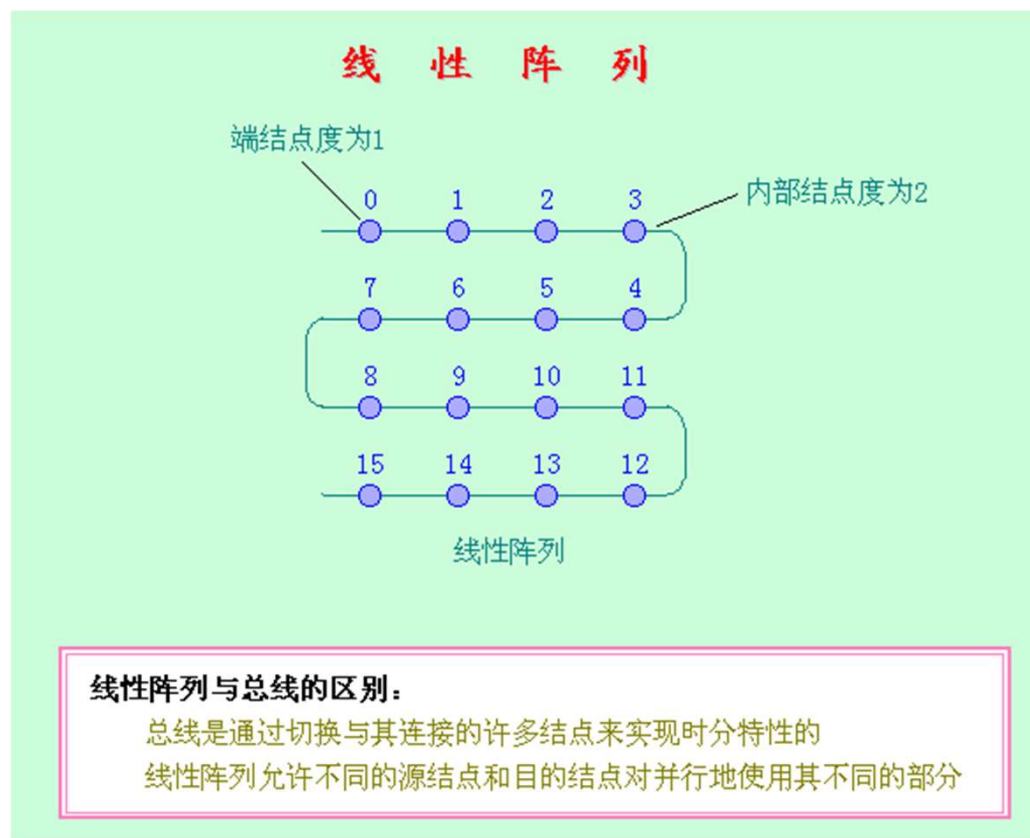 线 性 阵 列
端结点度为1
内部结点度为2
0 1 2 3
7 6 5 4
8 9 10 11
15 14 13 12
线性阵列
线性阵列与总线的区别：
总线是通过切换与其连接的许多结点来实现时分特性的
线性阵列允许不同的源结点和目的结点对并行地使用其不同的部分